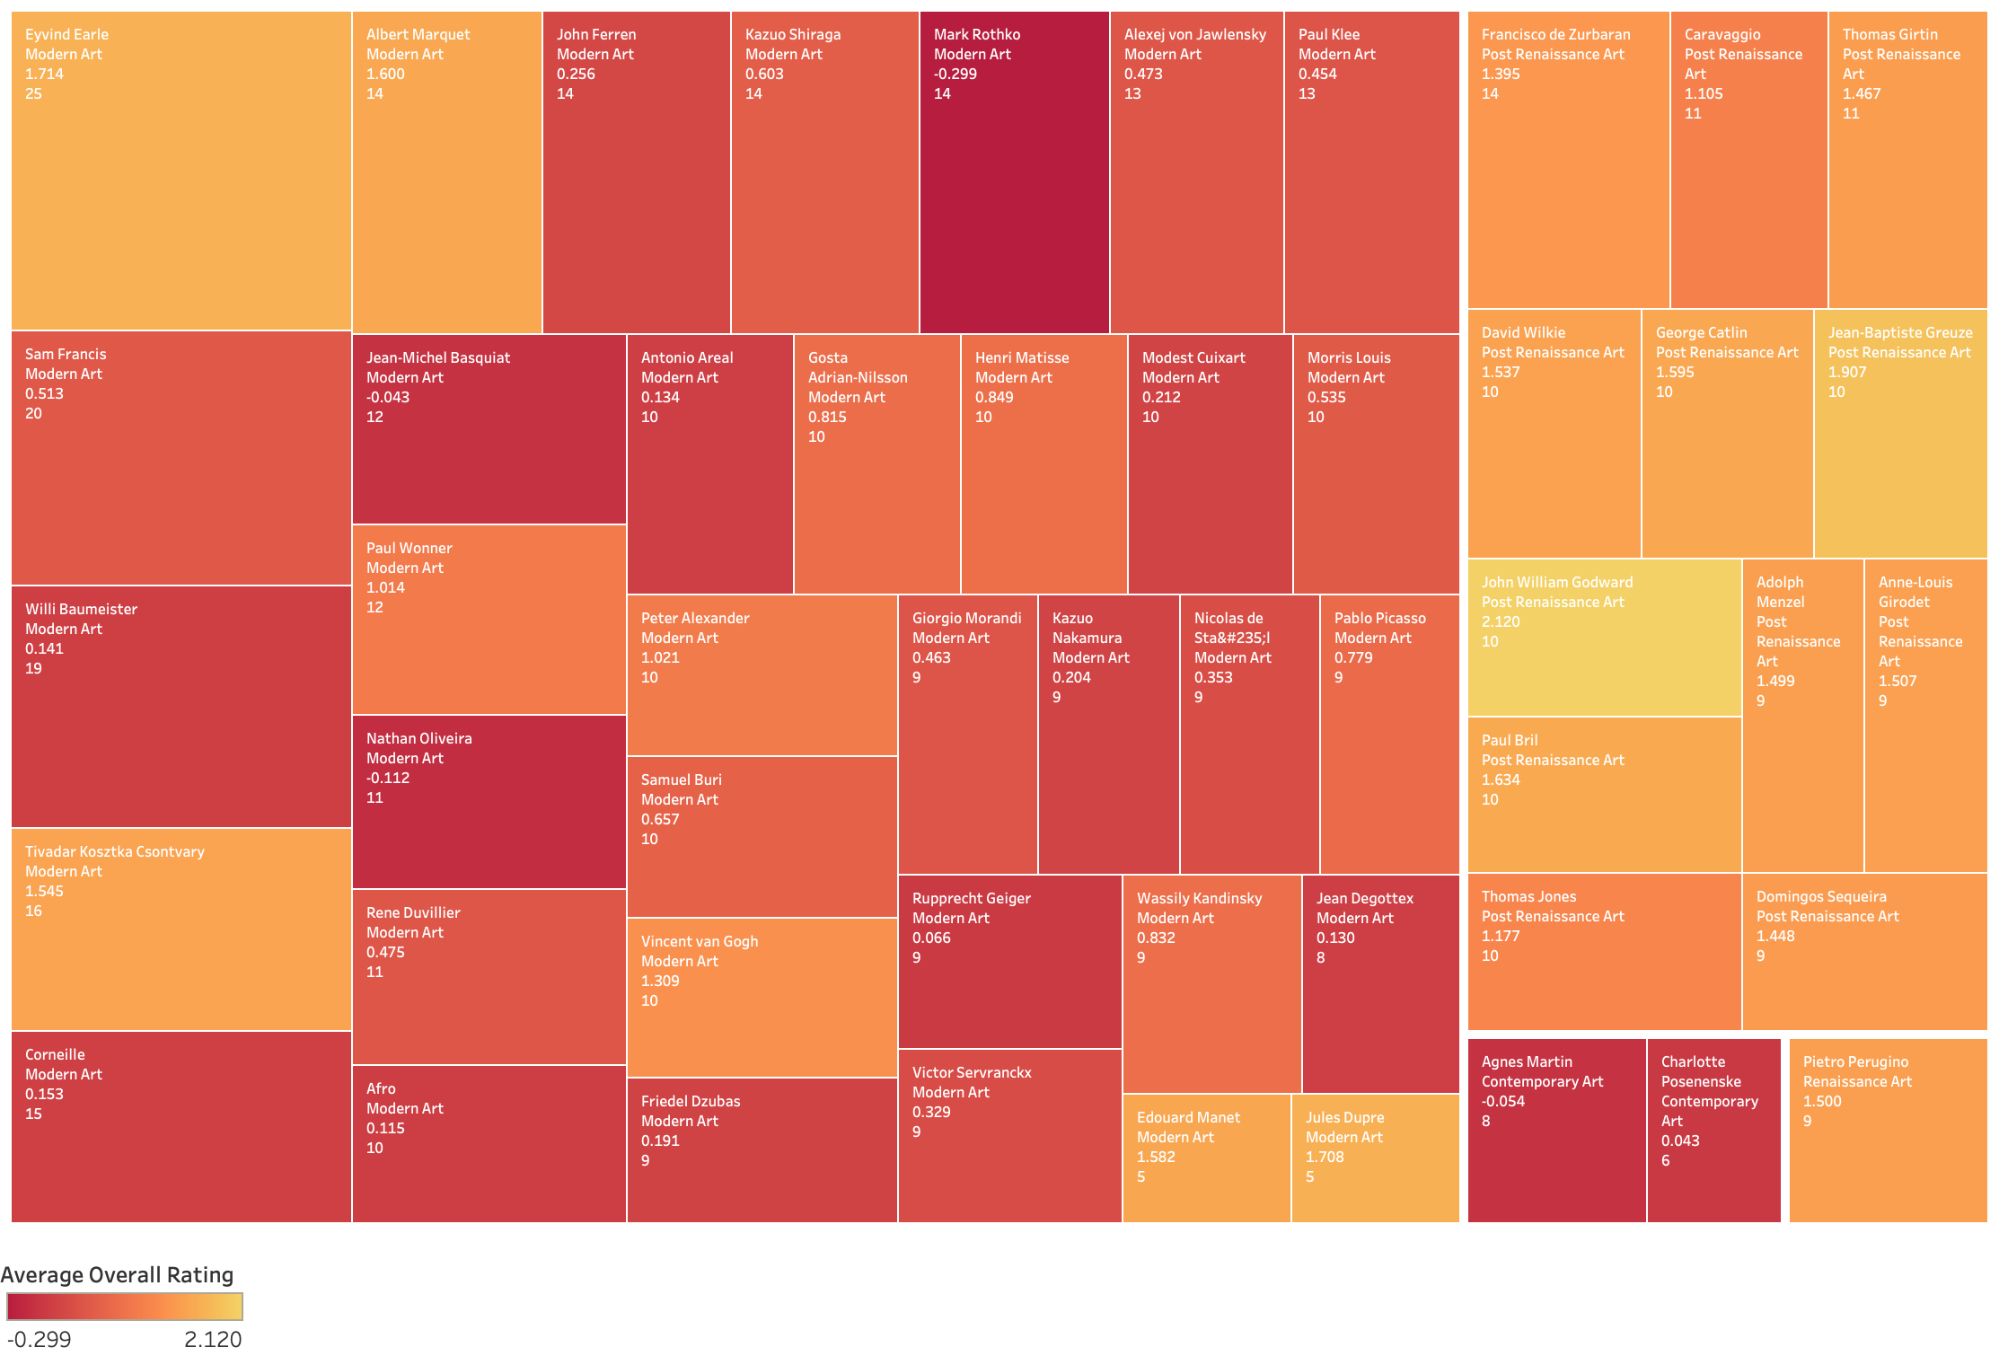 Eyvind Earle
Modern Art
1.714
25
Albert Marquet
Modern Art
1.600
14
John Ferren
Modern Art
0.256
14
Kazuo Shiraga
Modern Art
0.603
14
Mark Rothko
Modern Art
-0.299
14
Alexej von Jawlensky
Modern Art
0.473
13
Paul Klee
Modern Art
0.454
13
Francisco de Zurbaran
Post Renaissance Art
1.395
14
Caravaggio
Post Renaissance
Art
1.105
11
Thomas Girtin
Post Renaissance
Art
1.467
11
Sam Francis
Modern Art
0.513
20
Jean-Michel Basquiat
Modern Art
-0.043
12
Antonio Areal
Modern Art
0.134
10
Gosta
Adrian-Nilsson
Modern Art
0.815
10
Henri Matisse
Modern Art
0.849
10
Modest Cuixart
Modern Art
0.212
10
Morris Louis
Modern Art
0.535
10
David Wilkie
Post Renaissance Art
1.537
10
George Catlin
Post Renaissance Art
1.595
10
Jean-Baptiste Greuze
Post Renaissance Art
1.907
10
Willi Baumeister
Modern Art
0.141
19
Paul Wonner
Modern Art
1.014
12
Peter Alexander
Modern Art
1.021
10
Giorgio Morandi
Modern Art
0.463
9
Kazuo
Nakamura
Modern Art
0.204
9
Nicolas de
Sta&#235;l
Modern Art
0.353
9
Pablo Picasso
Modern Art
0.779
9
John William Godward
Post Renaissance Art
2.120
10
Adolph
Menzel
Post
Renaissance
Art
1.499
9
Anne-Louis
Girodet
Post
Renaissance
Art
1.507
9
Nathan Oliveira
Modern Art
-0.112
11
Samuel Buri
Modern Art
0.657
10
Paul Bril
Post Renaissance Art
1.634
10
Tivadar Kosztka Csontvary
Modern Art
1.545
16
Rene Duvillier
Modern Art
0.475
11
Vincent van Gogh
Modern Art
1.309
10
Rupprecht Geiger
Modern Art
0.066
9
Wassily Kandinsky
Modern Art
0.832
9
Jean Degottex
Modern Art
0.130
8
Thomas Jones
Post Renaissance Art
1.177
10
Domingos Sequeira
Post Renaissance Art
1.448
9
Corneille
Modern Art
0.153
15
Afro
Modern Art
0.115
10
Friedel Dzubas
Modern Art
0.191
9
Victor Servranckx
Modern Art
0.329
9
Edouard Manet
Modern Art
1.582
5
Jules Dupre
Modern Art
1.708
5
Agnes Martin
Contemporary Art
-0.054
8
Charlotte
Posenenske
Contemporary
Art
0.043
6
Pietro Perugino
Renaissance Art
1.500
9
Average Overall Rating
-0.299
2.120